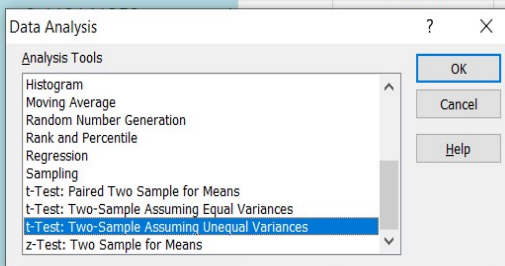 Data Analysis ? X
Analysis Tools
OK
Histogram
Moving Average
Cancel
Random Number Generation
Rank and Percentile
Regression
Help
Sampling
t-Test: Paired Two Sample for Means
t-Test: Two-Sample Assuming Equal Variances
t-Test: Two-Sample Assuming Unequal Variances
z-Test: Two Sample for Means